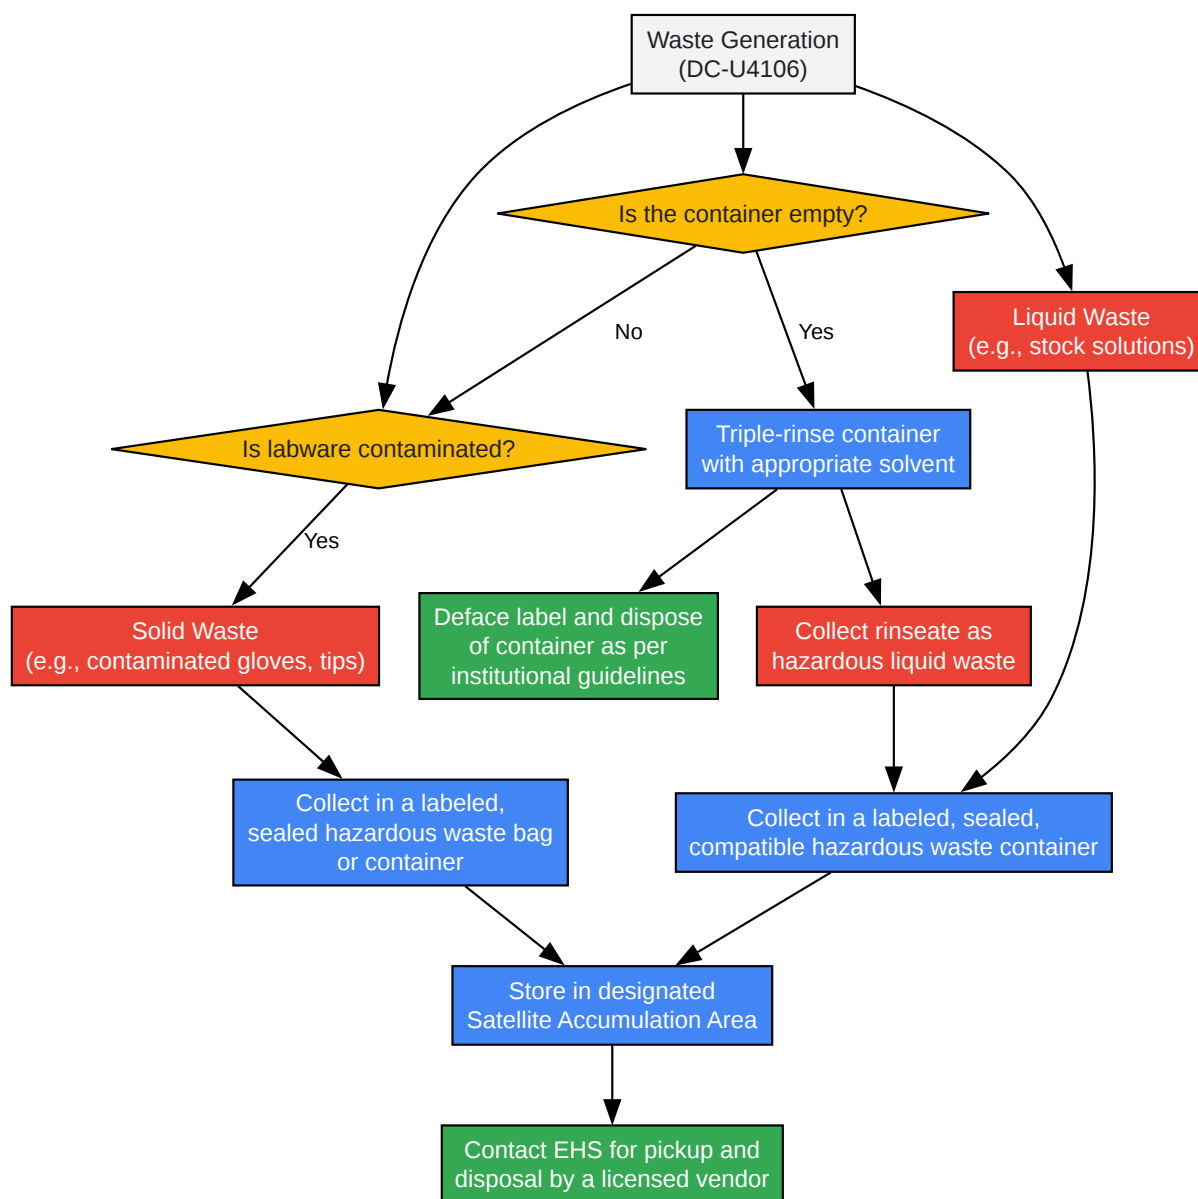 Waste Generation
(DC-U4106)
Is the container empty?
No
Yes
Liquid Waste
(e.g., stock solutions)
Is labware contaminated?
Triple-rinse container
with appropriate solvent
Yes
Solid Waste
(e.g., contaminated gloves, tips)
Deface label and dispose
of container as per
institutional guidelines
Collect rinseate as
hazardous liquid waste
Collect in a labeled,
sealed hazardous waste bag
or container
Collect in a labeled, sealed,
compatible hazardous waste container
Store in designated
Satellite Accumulation Area
Contact EHS for pickup and
disposal by a licensed vendor